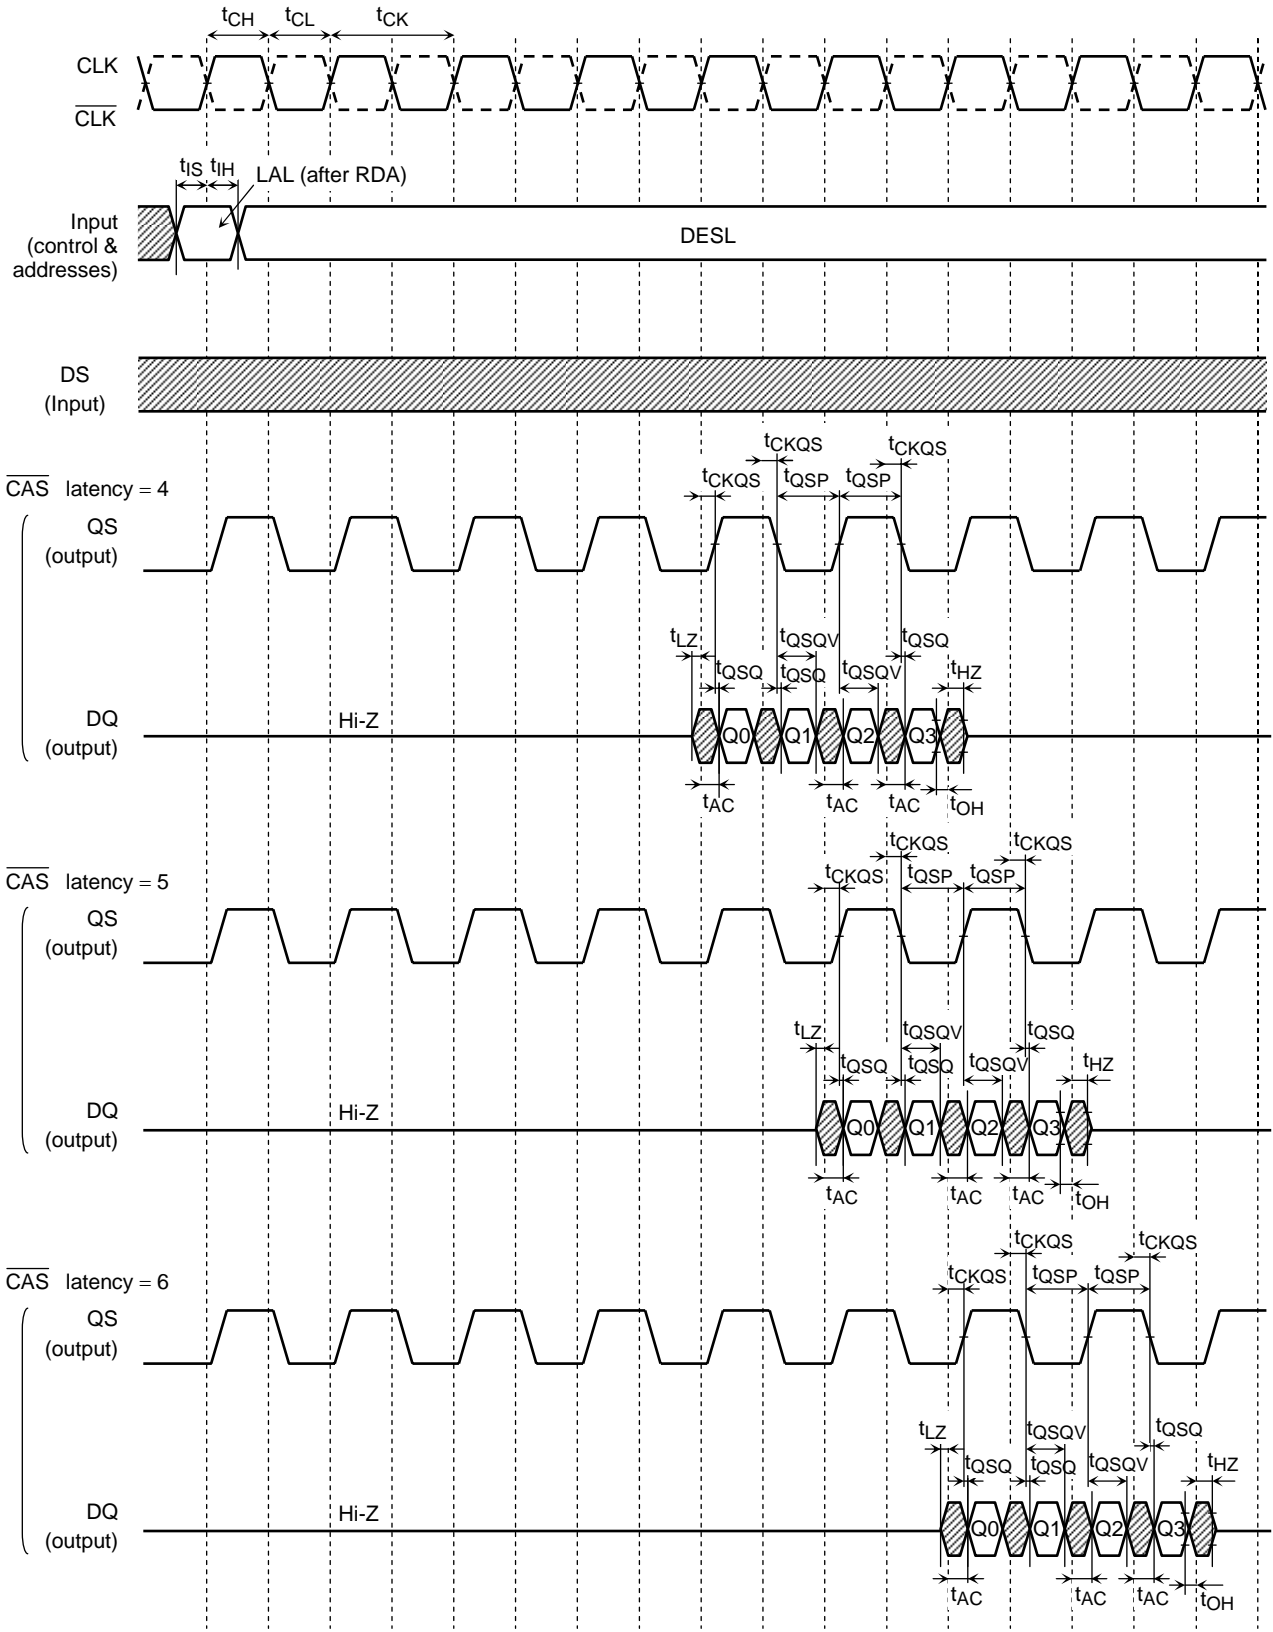 tCH tCL tCK
CLK
CLK
tIS tIH LAL (after RDA)
Input
(control &
addresses)
DESL
DS
(Input)
tCKQS tCKQS
tCKQS tQSP tQSP
CAS latency = 4
QS
(output)
tLZ tQSQV tQSQ
tQSQ tQSQ tQSQV tHZ
DQ
(output)
Hi-Z
Q0 Q1 Q2 Q3
tAC tAC tAC tOH
tCKQS tCKQS
tCKQS tQSP tQSP
CAS latency = 5
QS
(output)
tLZ tQSQV tQSQ
tQSQ tQSQ tQSQV tHZ
DQ
(output)
Hi-Z
Q0 Q1 Q2 Q3
tAC tAC tAC tOH
tCKQS tCKQS
tCKQS tQSP tQSP
CAS latency = 6
QS
(output)
tLZ tQSQV tQSQ
tQSQ tQSQ tQSQV tHZ
DQ
(output)
Hi-Z
Q0 Q1 Q2 Q3
tAC tAC tAC tOH